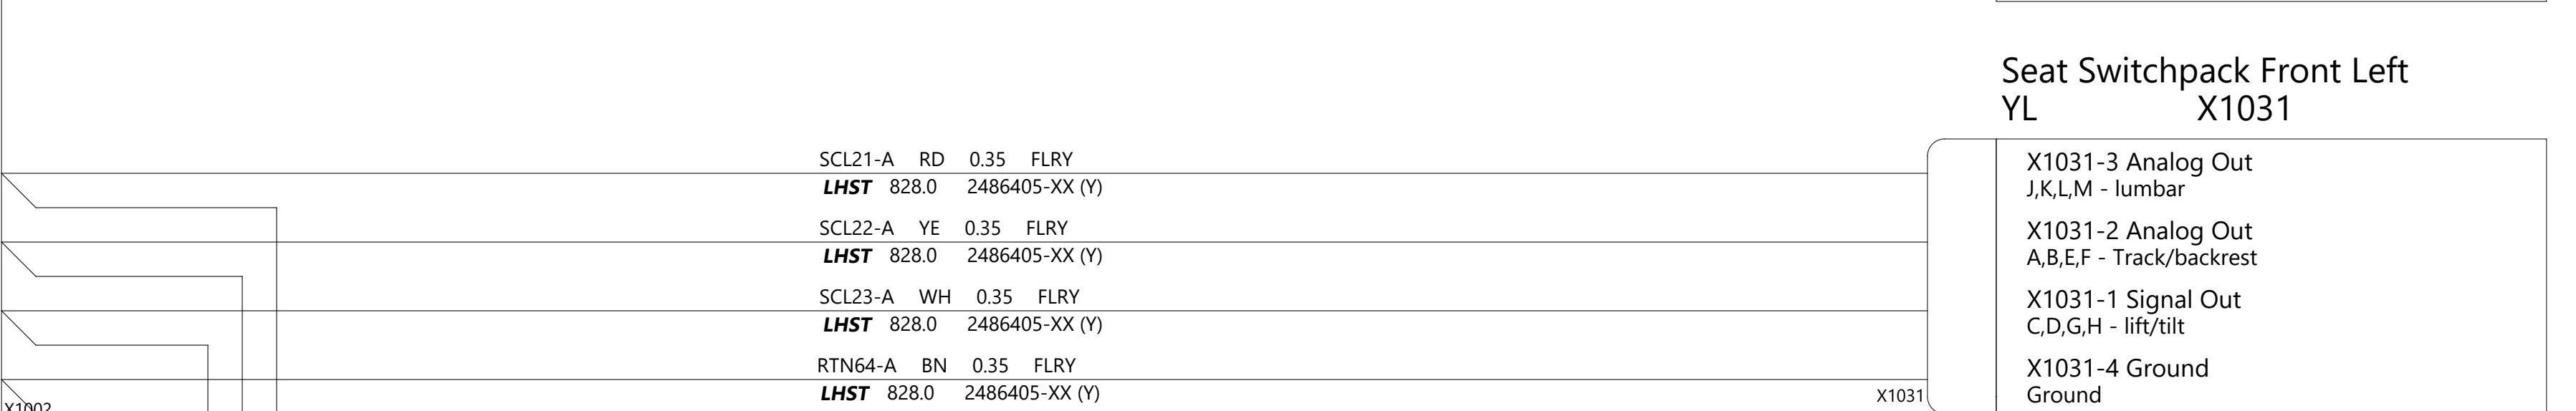 Seat Switchpack Front Left
YL X1031
SCL21-A RD 0.35 FLRY
LHST 828.0 2486405-XX (Y)
X1031-3 Analog Out
J,K,L,M - lumbar
SCL22-A YE 0.35 FLRY
LHST 828.0 2486405-XX (Y)
X1031-2 Analog Out
A,B,E,F - Track/backrest
SCL23-A WH 0.35 FLRY
LHST 828.0 2486405-XX (Y)
X1031-1 Signal Out
C,D,G,H - lift/tilt
RTN64-A BN 0.35 FLRY
LHST 828.0 2486405-XX (Y)
X1031-4 Ground
Ground
X1031
X1002